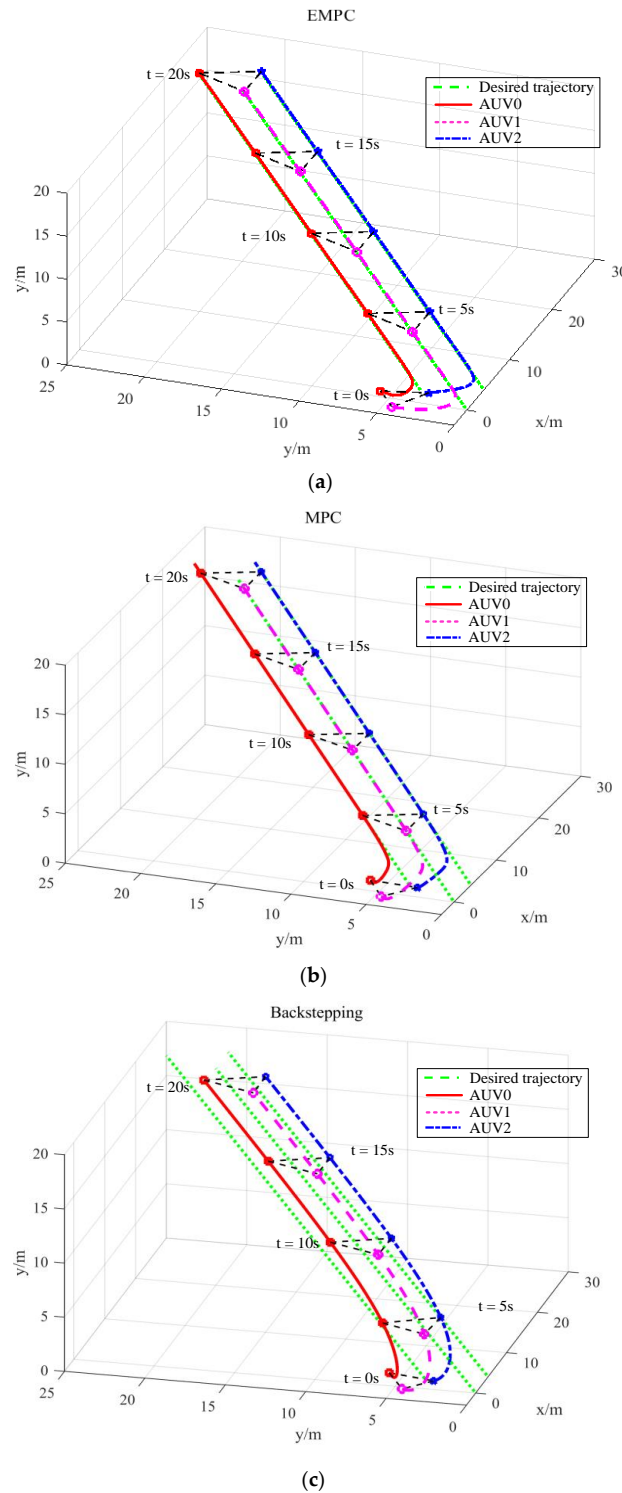 EMPC
t = 20s
Desired trajectory
AUV0
AUV1
AUV2
t = 15s
20
15
t = 10s
10
5
t = 5s
0
25
20
15
10
5
0
t = 0s
0
10
20
30
y/m
y/m
x/m
(a)
MPC
t = 20s
Desired trajectory
AUV0
AUV1
AUV2
t = 15s
20
15
t = 10s
10
5
t = 5s
0
25
20
15
10
5
0
t = 0s
0
10
20
30
y/m
y/m
x/m
(b)
Backstepping
t = 20s
Desired trajectory
AUV0
AUV1
AUV2
t = 15s
20
15
t = 10s
10
5
t = 5s
0
25
20
15
10
5
0
t = 0s
0
10
20
30
y/m
y/m
x/m
(c)